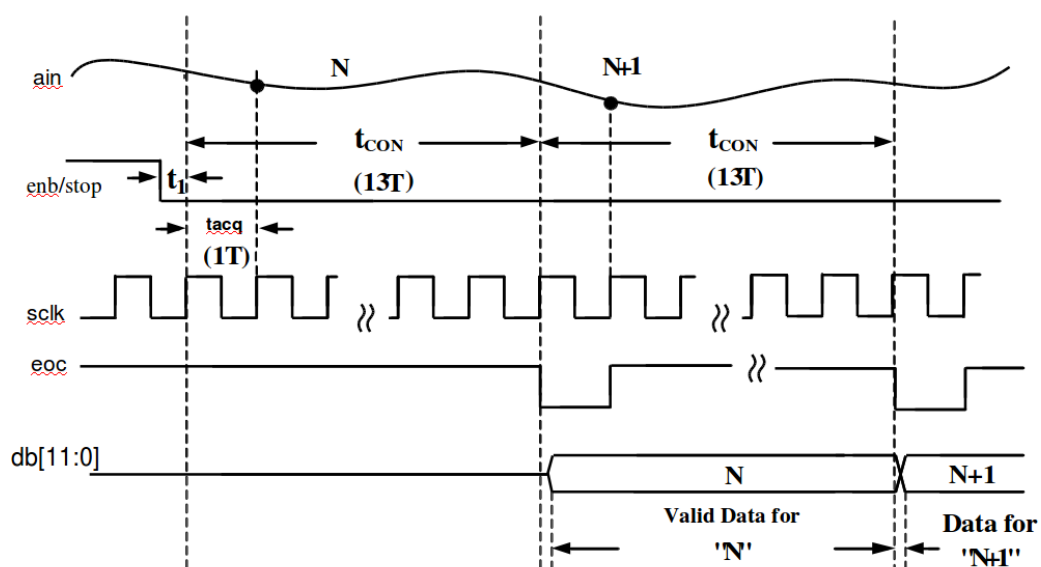 ain
N
N+1
tCON
(13T)
tCON
(13T)
enb/stop
t1
tacq
(1T)
sclk
eoc
db[11:0]
N
N+1
Valid Data for
"N"
Data for
"N+1"